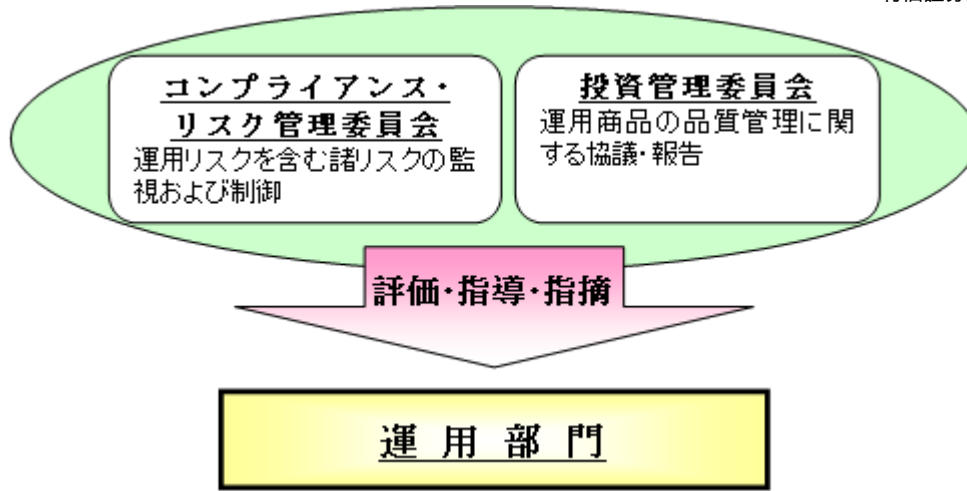 コンプライアンス・
リスク管理委員会
運用リスクを含む諸リスクの監
視および制御
投資管理委員会
運用商品の品質管理に関
する協議・報告
評価・指導・指摘
運用部門